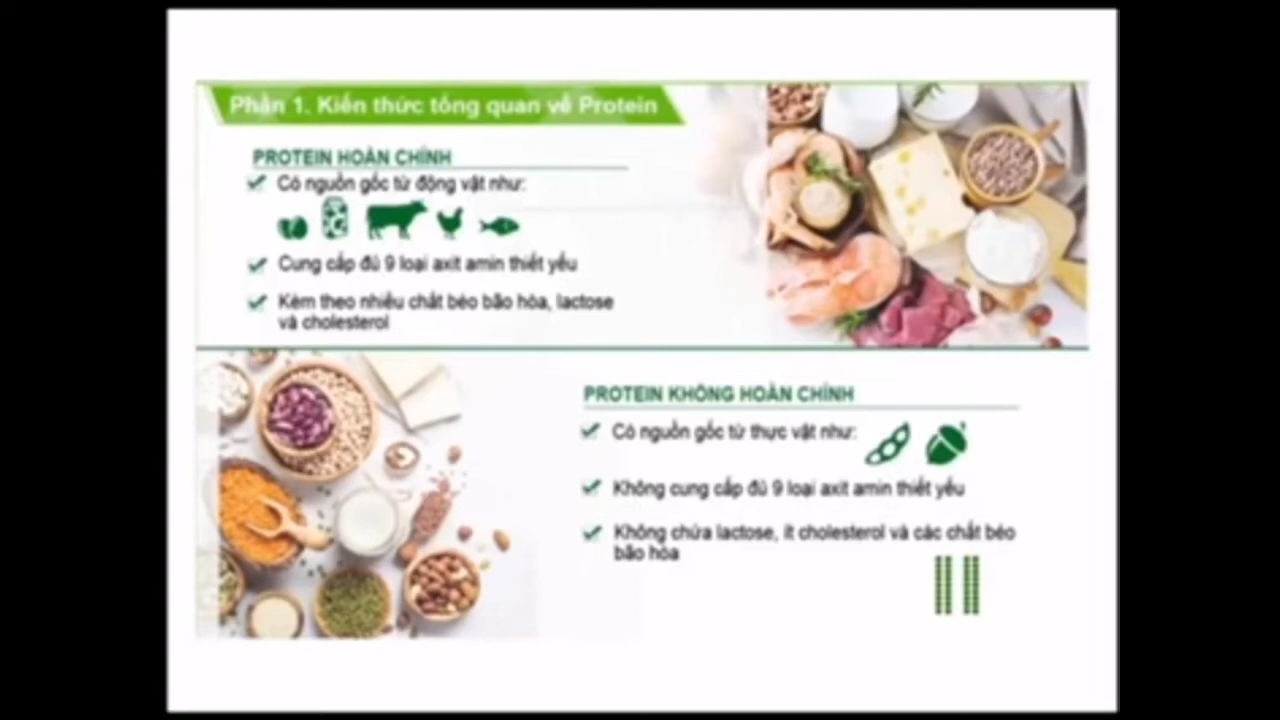 Phần 1. Kiến thức tổng quan về Protein
PROTEIN HOÀN CHỈNH
Có nguồn gốc từ động vật như:
Cung cấp đủ 9 loại axit amin thiết yếu
Kèm theo nhiều chất béo bão hòa, lactose
và cholesterol
PROTEIN KHÔNG HOÀN CHỈNH
Có nguồn gốc từ thực vật như:
Không cung cấp đủ 9 loại axit amin thiết yếu
Không chứa lactose, ít cholesterol và các chất béo
bão hòa